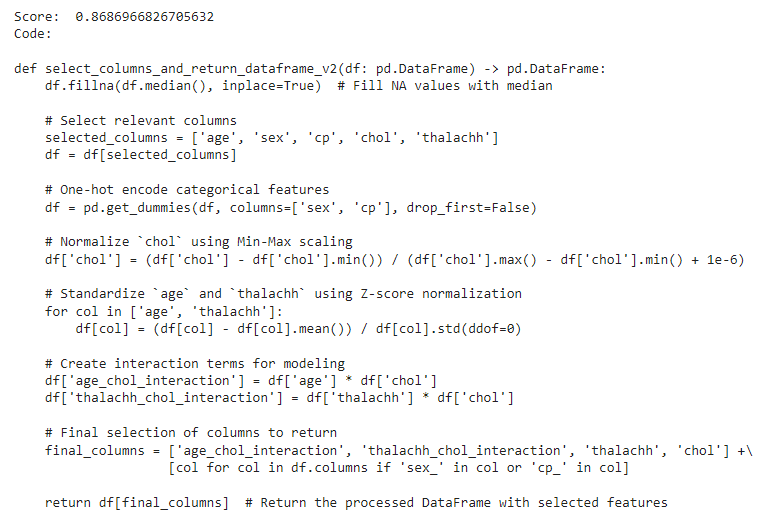 Score:  0.8686966826705632
Code:

def select_columns_and_return_dataframe_v2(df: pd.DataFrame) -> pd.DataFrame:
    df.fillna(df.median(), inplace=True)  # Fill NA values with median

    # Select relevant columns
    selected_columns = ['age', 'sex', 'cp', 'chol', 'thalachh']
    df = df[selected_columns]

    # One-hot encode categorical features
    df = pd.get_dummies(df, columns=['sex', 'cp'], drop_first=False)

    # Normalize `chol` using Min-Max scaling
    df['chol'] = (df['chol'] - df['chol'].min()) / (df['chol'].max() - df['chol'].min() + 1e-6)

    # Standardize `age` and `thalachh` using Z-score normalization
    for col in ['age', 'thalachh']:
        df[col] = (df[col] - df[col].mean()) / df[col].std(ddof=0)

    # Create interaction terms for modeling
    df['age_chol_interaction'] = df['age'] * df['chol']
    df['thalachh_chol_interaction'] = df['thalachh'] * df['chol']

    # Final selection of columns to return
    final_columns = ['age_chol_interaction', 'thalachh_chol_interaction', 'thalachh', 'chol'] +\
                    [col for col in df.columns if 'sex_' in col or 'cp_' in col]

    return df[final_columns]  # Return the processed DataFrame with selected features